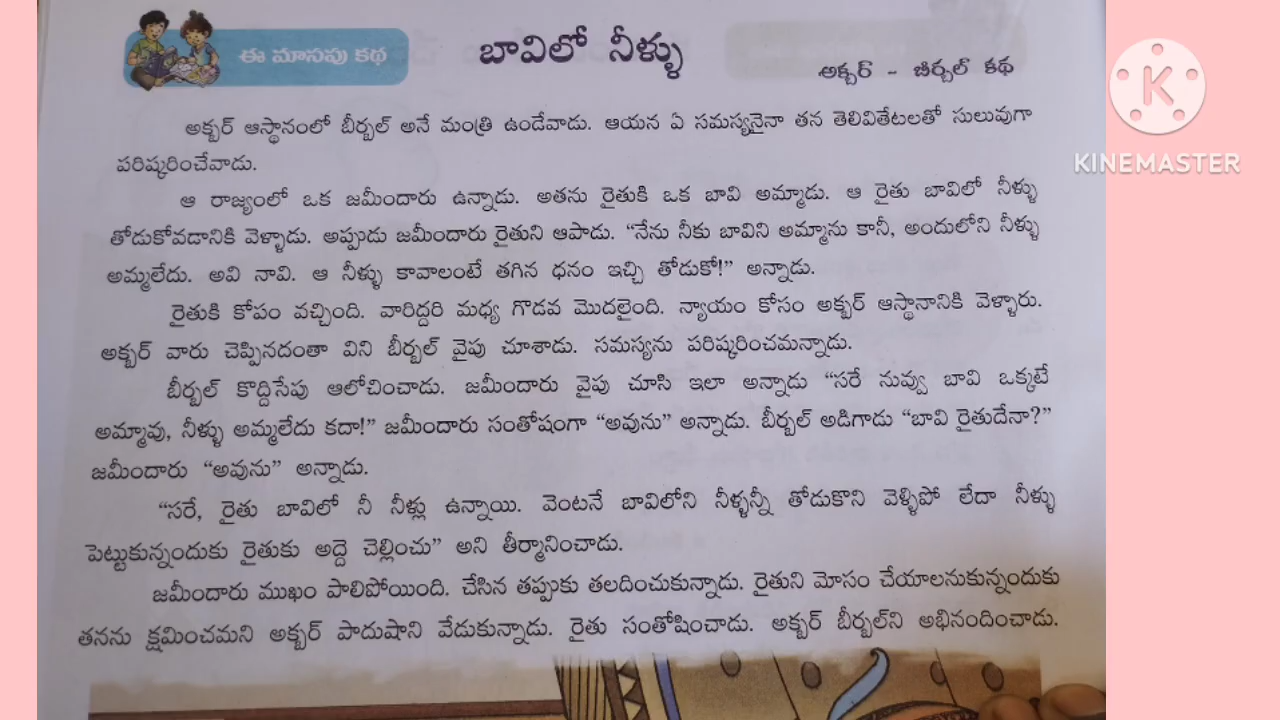 ఈ మాసపు కథ
బావిలో నీళ్ళు
అక్బర్ - బీర్బల్ కథ
అక్బర్ ఆస్థానంలో బీర్బల్ అనే మంత్రి ఉండేవాడు. ఆయన ఏ సమస్యనైనా తన తెలివితేటలతో సులువుగా
పరిష్కరించేవాడు.
ఆ రాజ్యంలో ఒక జమీందారు ఉన్నాడు. అతను రైతుకి ఒక బావి అమ్మాడు. ఆ రైతు బావిలో నీళ్ళు
తోడుకోవడానికి వెళ్ళాడు. అప్పుడు జమీందారు రైతుని ఆపాడు. “నేను నీకు బావిని అమ్మాను కానీ, అందులోని నీళ్ళు
అమ్మలేదు. అవి నావి. ఆ నీళ్ళు కావాలంటే తగిన ధనం ఇచ్చి తోడుకో!” అన్నాడు.
రైతుకి కోపం వచ్చింది. వారిద్దరి మధ్య గొడవ మొదలైంది. న్యాయం కోసం అక్బర్ ఆస్థానానికి వెళ్ళారు.
అక్బర్ వారు చెప్పినదంతా విని బీర్బల్ వైపు చూశాడు. సమస్యను పరిష్కరించమన్నాడు.
బీర్బల్ కొద్దిసేపు ఆలోచించాడు. జమీందారు వైపు చూసి ఇలా అన్నాడు “సరే నువ్వు బావి ఒక్కటే
అమ్మావు, నీళ్ళు అమ్మలేదు కదా!” జమీందారు సంతోషంగా “అవును” అన్నాడు. బీర్బల్ అడిగాడు “బావి రైతుదేనా?”
జమీందారు “అవును” అన్నాడు.
“సరే, రైతు బావిలో నీ నీళ్లు ఉన్నాయి. వెంటనే బావిలోని నీళ్ళన్నీ తోడుకొని వెళ్ళిపో లేదా నీళ్ళు
పెట్టుకున్నందుకు రైతుకు అద్దె చెల్లించు” అని తీర్మానించాడు.
జమీందారు ముఖం పాలిపోయింది. చేసిన తప్పుకు తలదించుకున్నాడు. రైతుని మోసం చేయాలనుకున్నందుకు
తనను క్షమించమని అక్బర్ పాదుషాని వేడుకున్నాడు. రైతు సంతోషించాడు. అక్బర్ బీర్బల్‌ని అభినందించాడు.
K
KINEMASTER